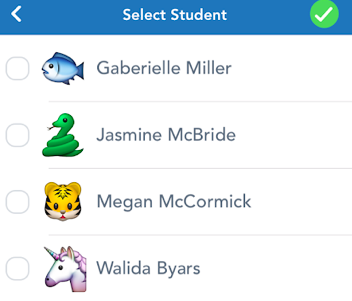 Select Student
Gaberielle Miller
Jasmine McBride
Megan McCormick
Walida Byars